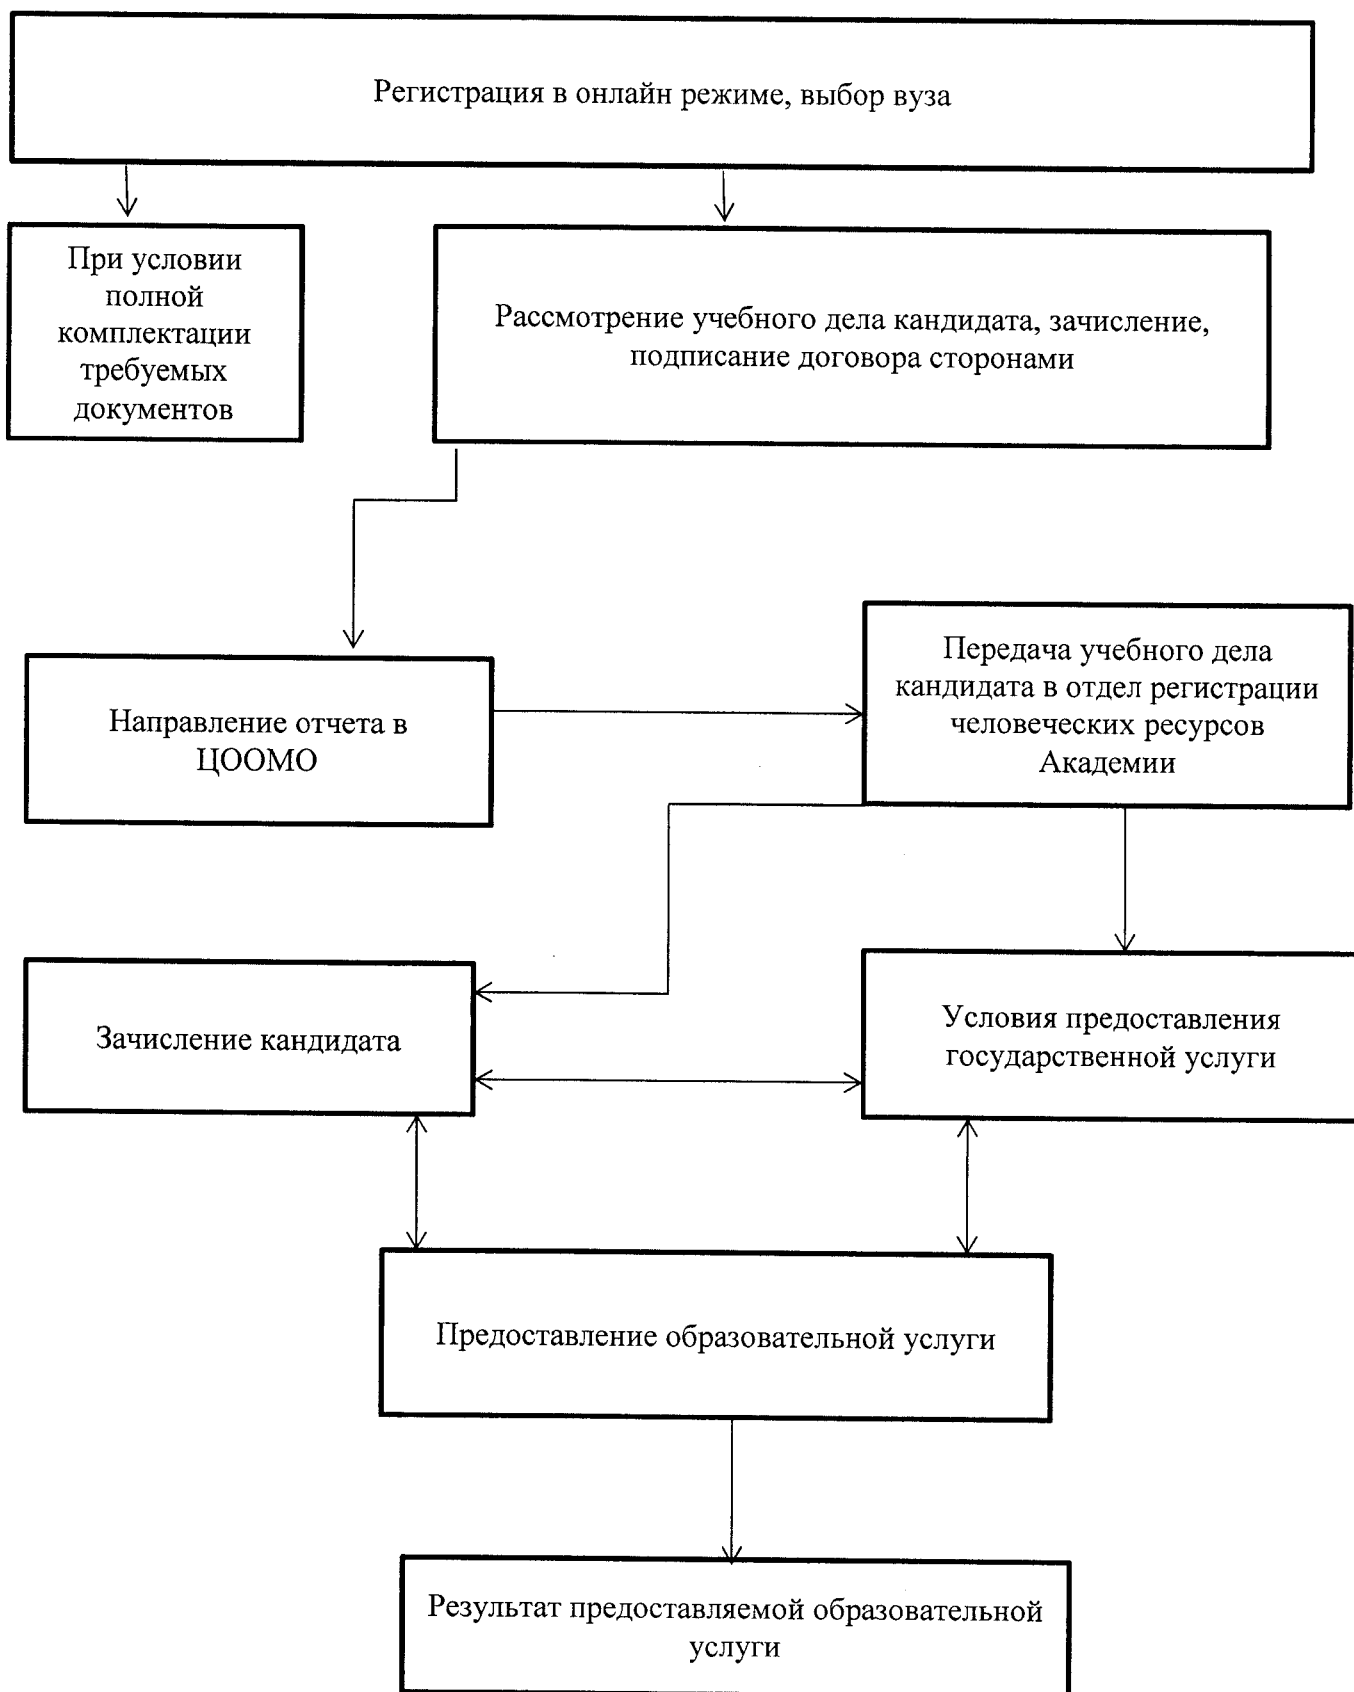 Регистрация в онлайн режиме, выбор вуза
При условии
полной
комплектации
требуемых
документов
Рассмотрение учебного дела кандидата, зачисление,
подписание договора сторонами
Направление отчета в
ЦООМО
Передача учебного дела
кандидата в отдел регистрации
человеческих ресурсов
Академии
Зачисление кандидата
Условия предоставления
государственной услуги
Предоставление образовательной услуги
Результат предоставляемой образовательной
услуги